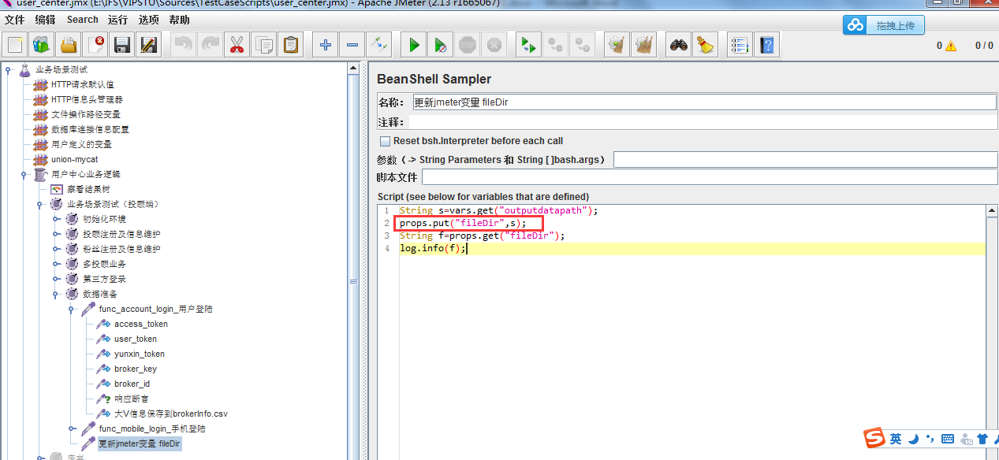 user_center.jmx (E:\IFS\VIPSTU\Sources\TestCaseScripts\user_center.jmx) - Apache JMeter (2.13 r1665067)
文件 编辑 Search 运行 选项 帮助
拖拽上传
0 0 / 0
业务场景测试
HTTP请求默认值
HTTP信息头管理器
文件操作路径变量
数据库连接信息配置
用户定义的变量
union-mycat
用户中心业务逻辑
察看结果树
业务场景测试（投顾端）
初始化环境
投顾注册及信息维护
粉丝注册及信息维护
多投顾业务
第三方登录
数据准备
func_account_login_用户登陆
access_token
user_token
yunxin_token
broker_key
broker_id
响应断言
大V信息保存到brokerInfo.csv
func_mobile_login_手机登陆
更新jmeter变量 fileDir
BeanShell Sampler
名称： 更新jmeter变量 fileDir
注释：
Reset bsh.Interpreter before each call
参数（-> String Parameters 和 String [ ]bash.args）
脚本文件
Script (see below for variables that are defined)
1 String s=vars.get("outputdatapath");
2 props.put("fileDir",s);
3 String f=props.get("fileDir");
4 log.info(f);
英